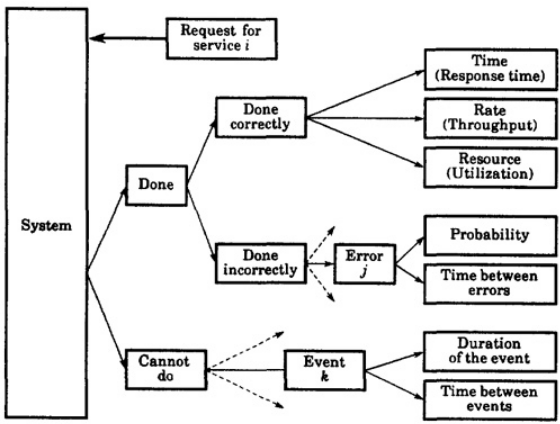 Request for
service i
System
Done
Done
correctly
Time
(Response time)
Rate
(Throughput)
Resource
(Utilization)
Done
incorrectly
Error
j
Probability
Time between
errors
Cannot
do
Event
k
Duration
of the event
Time between
events